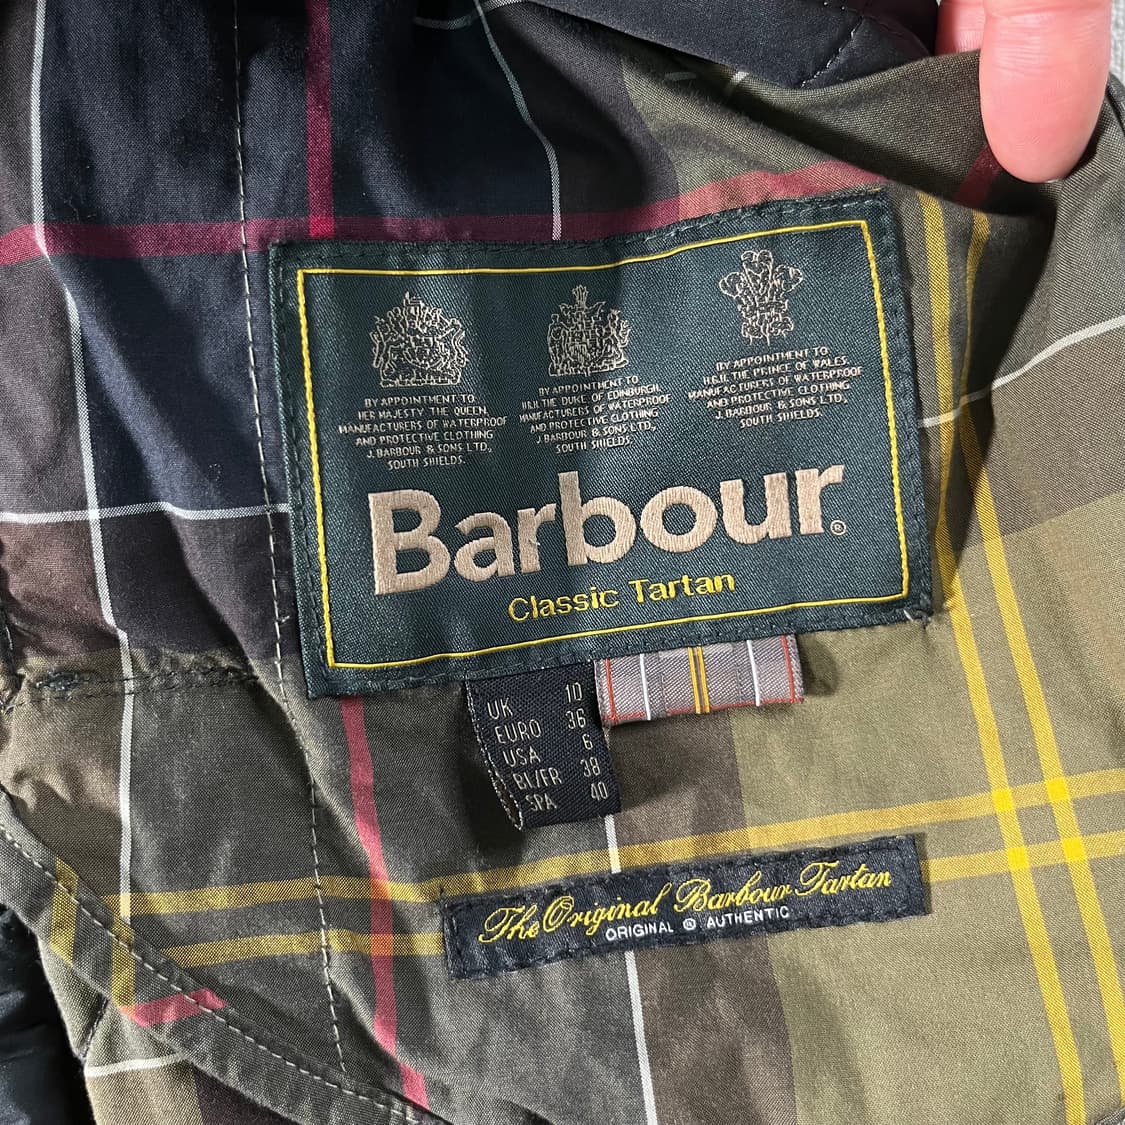 BY APPOINTMENT TO
HER MAJESTY THE QUEEN,
MANUFACTURERS OF WATERPROOF
AND PROTECTIVE CLOTHING
J. BARBOUR & SONS LTD.,
SOUTH SHIELDS.
BY APPOINTMENT TO
H.R.H. THE DUKE OF EDINBURGH,
MANUFACTURERS OF WATERPROOF
AND PROTECTIVE CLOTHING
J. BARBOUR & SONS LTD.,
SOUTH SHIELDS.
BY APPOINTMENT TO
H.R.H. THE PRINCE OF WALES,
MANUFACTURERS OF WATERPROOF
AND PROTECTIVE CLOTHING
J. BARBOUR & SONS LTD.,
SOUTH SHIELDS.
Barbour®
Classic Tartan
UK 10
EURO 36
USA 6
BL/FR 38
SPA 40
The Original Barbour Tartan
ORIGINAL ® AUTHENTIC